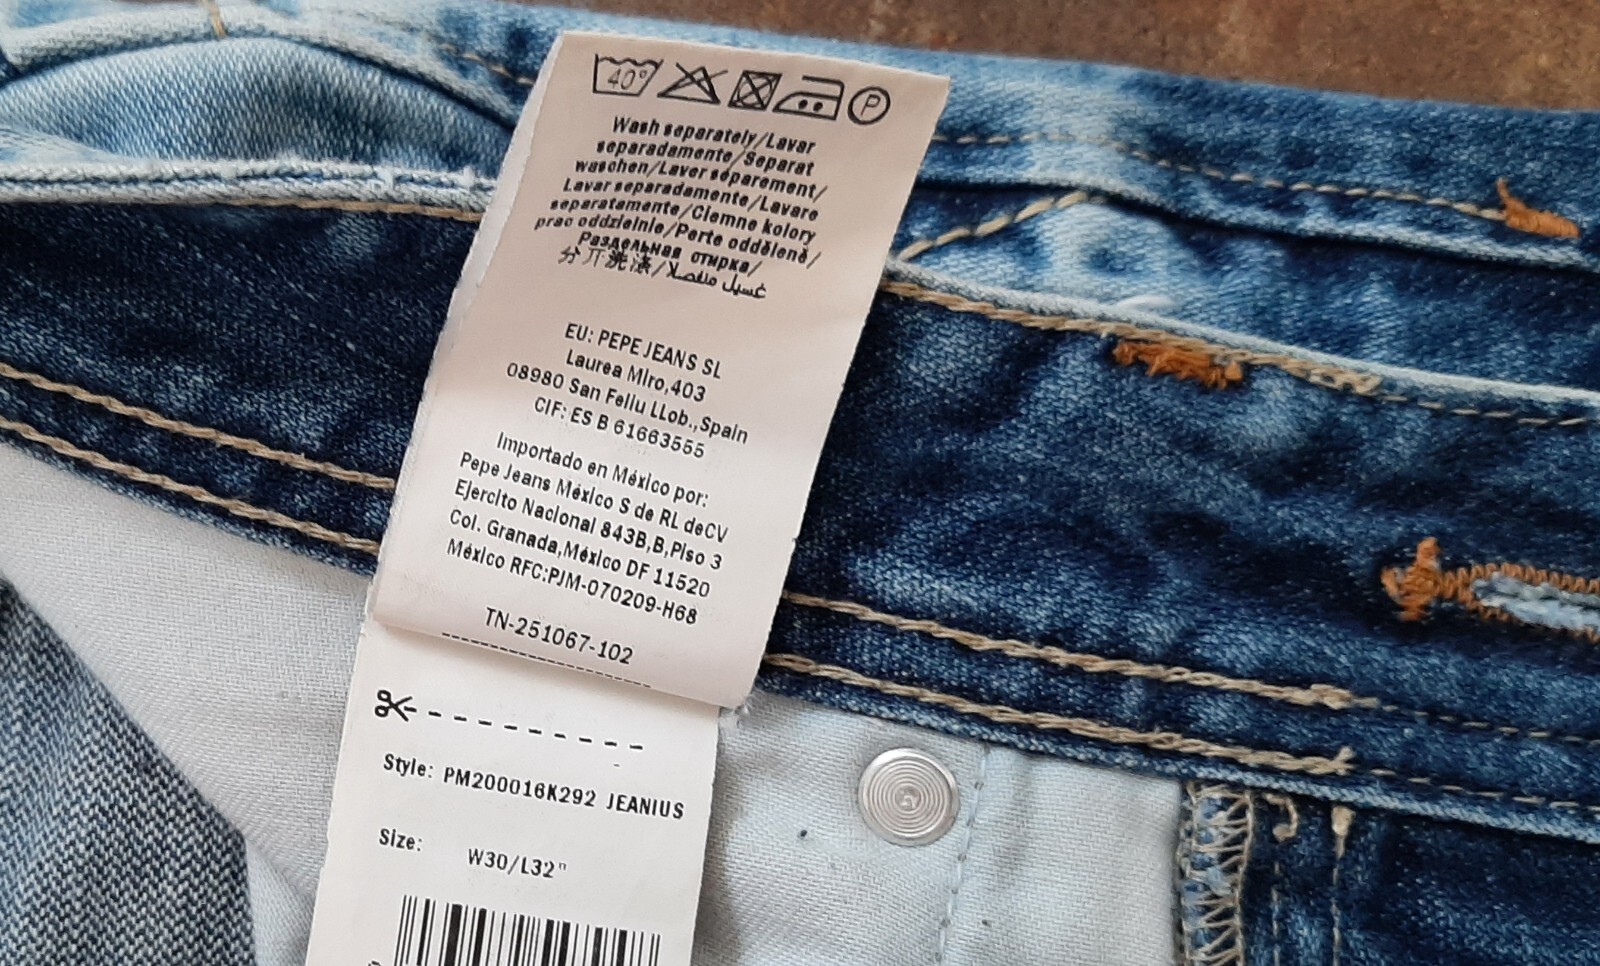 40°
P
Wash separately/Lavar
separadamente/Separat
waschen/Laver séparement/
Lavar separadamente/Lavare
separatamente/Ciemne kolory
prac oddzielnie/Perte odděleně/
Раздельная стирка/
分开洗涤/غسيل منفصلا
EU: PEPE JEANS SL
Laurea Miro,403
08980 San Feliu LLob.,Spain
CIF: ES B 61663555
Importado en México por:
Pepe Jeans México S de RL deCV
Ejercito Nacional 843B,B,Piso 3
Col. Granada,México DF 11520
México RFC:PJM-070209-H68
TN-251067-102
Style: PM200016K292 JEANIUS
Size: W30/L32"